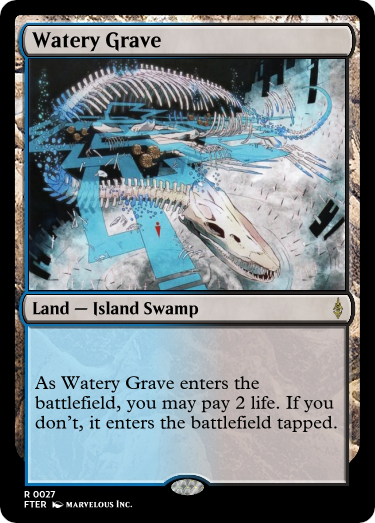 Watery Grave
Land — Island Swamp
As Watery Grave enters the
battlefield, you may pay 2 life. If you
don't, it enters the battlefield tapped.
R 0027
FTER MARVELOUS INC.